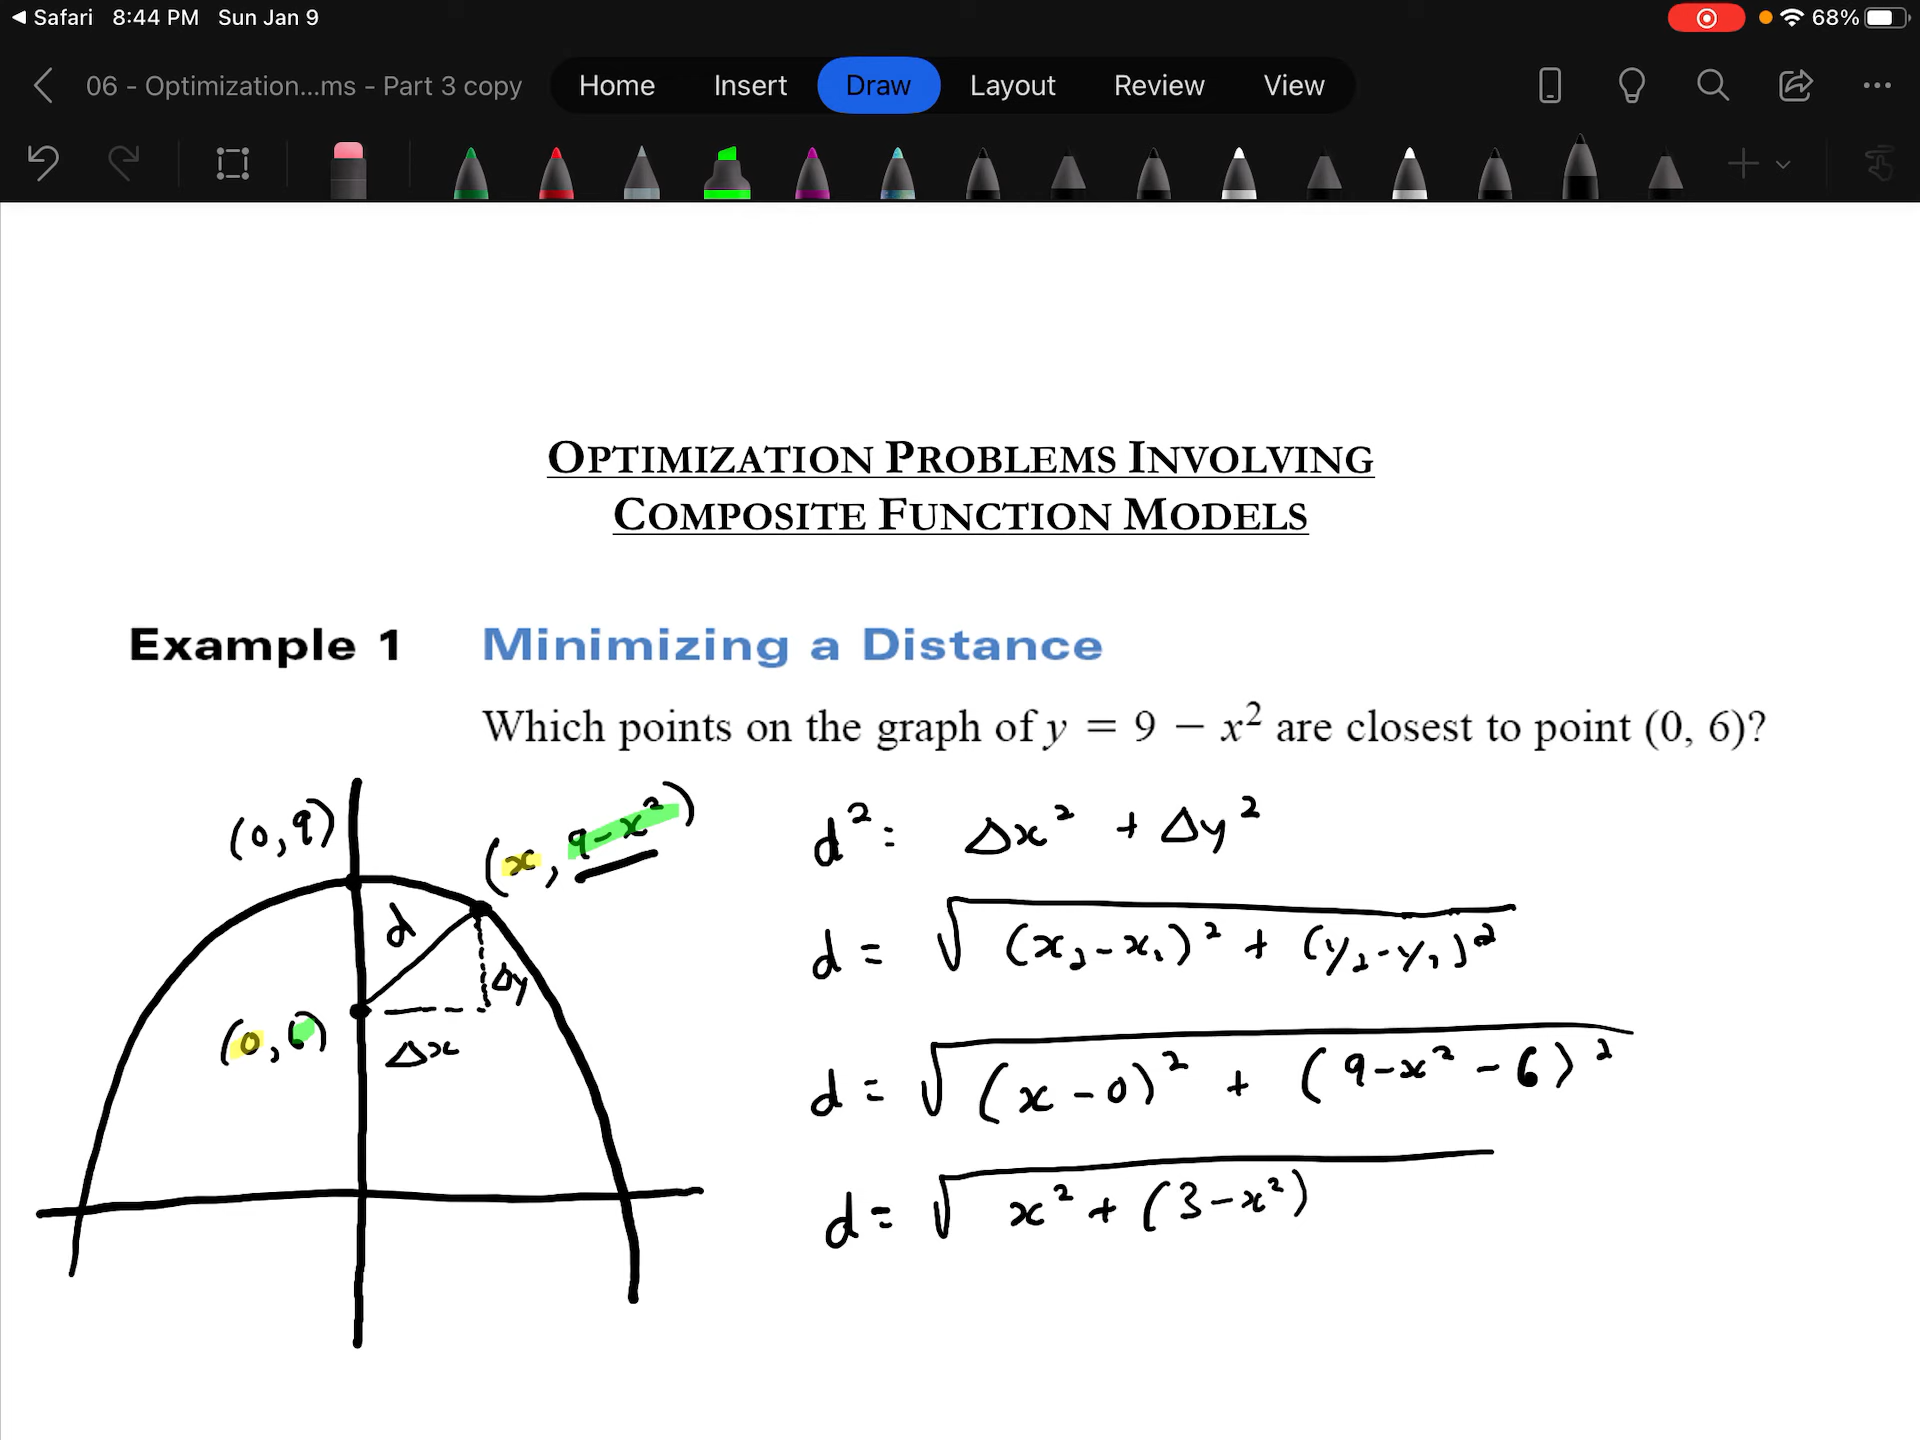 Safari 8:44 PM Sun Jan 9 68%
06 - Optimization...ms - Part 3 copy Home Insert Draw Layout Review View
OPTIMIZATION PROBLEMS INVOLVING
COMPOSITE FUNCTION MODELS
Example 1 Minimizing a Distance
Which points on the graph of y = 9 − x² are closest to point (0, 6)?
(0,9)
(x, 9-x²)
d
Δy
(0,6)
Δx
d² = Δx² + Δy²
d = √((x₂-x₁)² + (y₂-y₁)²)
d = √((x-0)² + (9-x²-6)²)
d = √(x² + (3-x²))